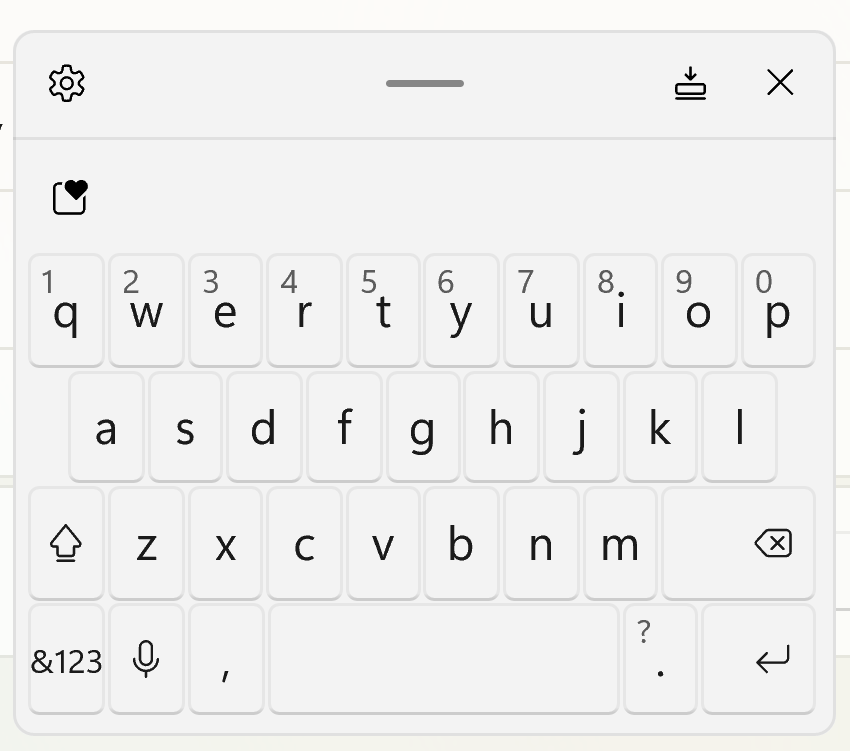 1 2 3 4 5 6 7 8 9 0
q w e r t y u i o p
a s d f g h j k l
z x c v b n m
?
&123 , .